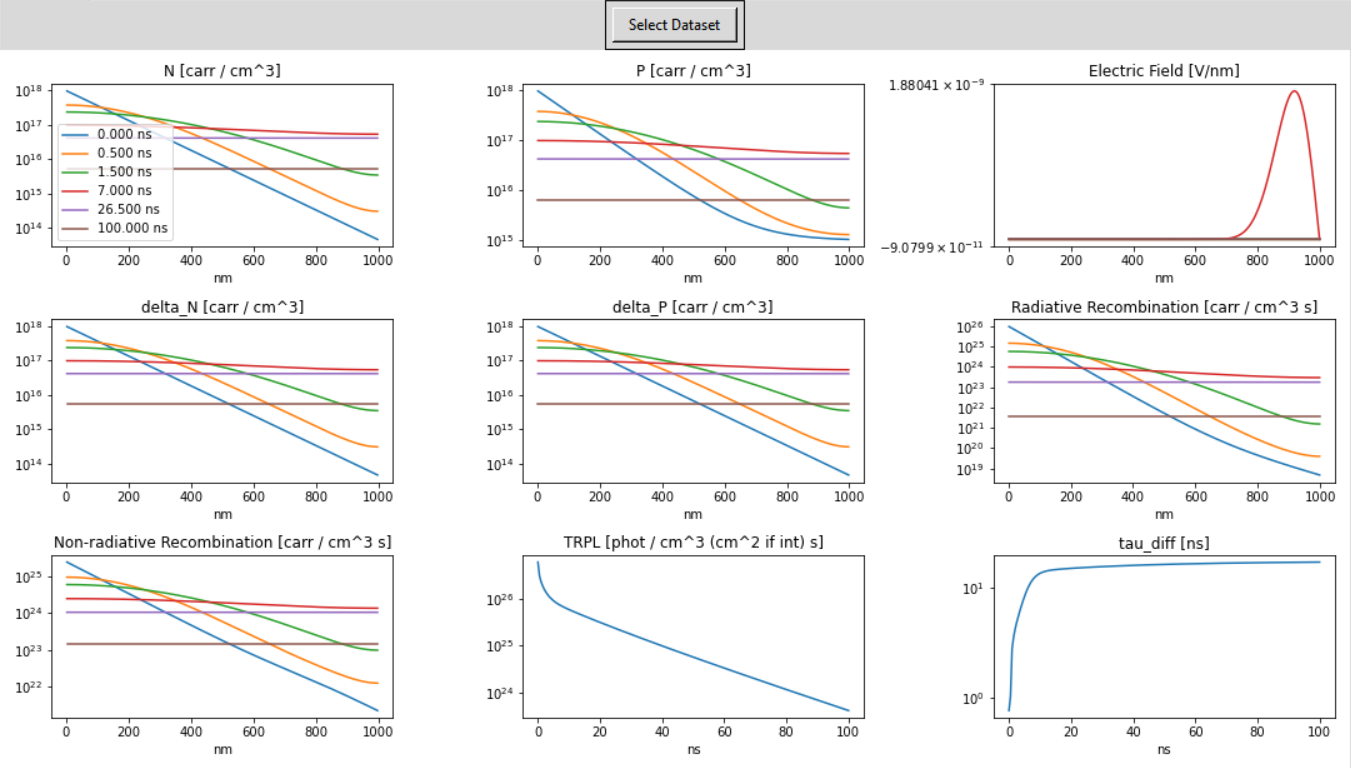 Select Dataset
N [carr / cm^3]
10^18
10^17
10^16
10^15
10^14
0.000 ns
0.500 ns
1.500 ns
7.000 ns
26.500 ns
100.000 ns
0 200 400 600 800 1000
nm
P [carr / cm^3]
10^18
10^17
10^16
10^15
0 200 400 600 800 1000
nm
Electric Field [V/nm]
1.88041 × 10^−9
−9.0799 × 10^−11
0 200 400 600 800 1000
nm
delta_N [carr / cm^3]
10^18
10^17
10^16
10^15
10^14
0 200 400 600 800 1000
nm
delta_P [carr / cm^3]
10^18
10^17
10^16
10^15
10^14
0 200 400 600 800 1000
nm
Radiative Recombination [carr / cm^3 s]
10^26
10^25
10^24
10^23
10^22
10^21
10^20
10^19
0 200 400 600 800 1000
nm
Non-radiative Recombination [carr / cm^3 s]
10^25
10^24
10^23
10^22
0 200 400 600 800 1000
nm
TRPL [phot / cm^3 (cm^2 if int) s]
10^26
10^25
10^24
0 20 40 60 80 100
ns
tau_diff [ns]
10^1
10^0
0 20 40 60 80 100
ns